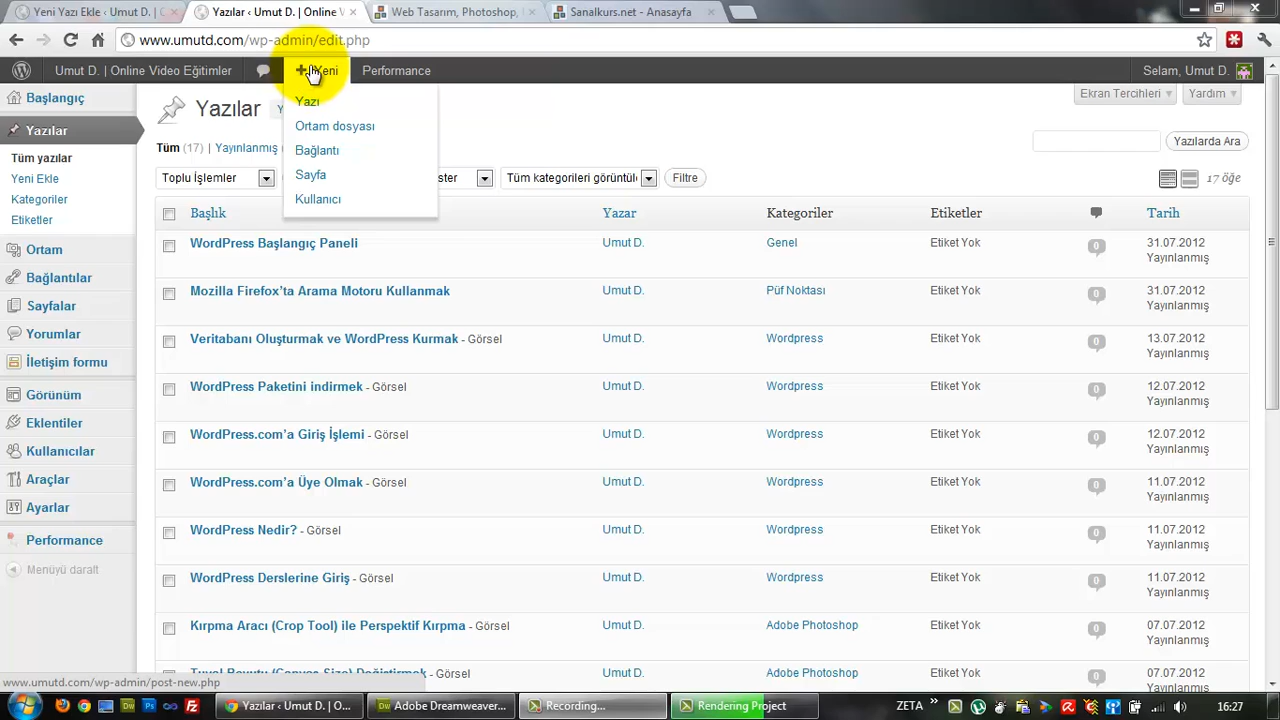 Yeni Yazı Ekle ‹ Umut D. | O
Yazılar ‹ Umut D. | Online V
Web Tasarım, Photoshop,
Sanalkurs.net - Anasayfa
www.umutd.com/wp-admin/edit.php
Umut D. | Online Video Eğitimler
Yeni
Performance
Selam, Umut D.
Yazı
Ortam dosyası
Bağlantı
Sayfa
Kullanıcı
Başlangıç
Yazılar
Tüm yazılar
Yeni Ekle
Kategoriler
Etiketler
Ortam
Bağlantılar
Sayfalar
Yorumlar
İletişim formu
Görünüm
Eklentiler
Kullanıcılar
Araçlar
Ayarlar
Performance
Menüyü daralt
Yazılar
Ekran Tercihleri
Yardım
Tüm (17) | Yayınlanmış
Yazılarda Ara
Toplu İşlemler
Tüm kategorileri görüntül
Filtre
17 öğe
Başlık Yazar Kategoriler Etiketler Tarih
WordPress Başlangıç Paneli Umut D. Genel Etiket Yok 0 31.07.2012
Yayınlanmış
Mozilla Firefox'ta Arama Motoru Kullanmak Umut D. Püf Noktası Etiket Yok 0 31.07.2012
Yayınlanmış
Veritabanı Oluşturmak ve WordPress Kurmak - Görsel Umut D. Wordpress Etiket Yok 0 13.07.2012
Yayınlanmış
WordPress Paketini indirmek - Görsel Umut D. Wordpress Etiket Yok 0 12.07.2012
Yayınlanmış
WordPress.com'a Giriş İşlemi - Görsel Umut D. Wordpress Etiket Yok 0 12.07.2012
Yayınlanmış
WordPress.com'a Üye Olmak - Görsel Umut D. Wordpress Etiket Yok 0 11.07.2012
Yayınlanmış
WordPress Nedir? - Görsel Umut D. Wordpress Etiket Yok 0 11.07.2012
Yayınlanmış
WordPress Derslerine Giriş - Görsel Umut D. Wordpress Etiket Yok 0 11.07.2012
Yayınlanmış
Kırpma Aracı (Crop Tool) ile Perspektif Kırpma - Görsel Umut D. Adobe Photoshop Etiket Yok 0 07.07.2012
Yayınlanmış
Tuval Boyutu (Canvas Size) Değiştirmek - Görsel Umut D. Adobe Photoshop Etiket Yok 07.07.2012
Yayınlanmış
www.umutd.com/wp-admin/post-new.php
Yazılar ‹ Umut D. | O...
Adobe Dreamweaver...
Recording...
Rendering Project
ZETA
16:27